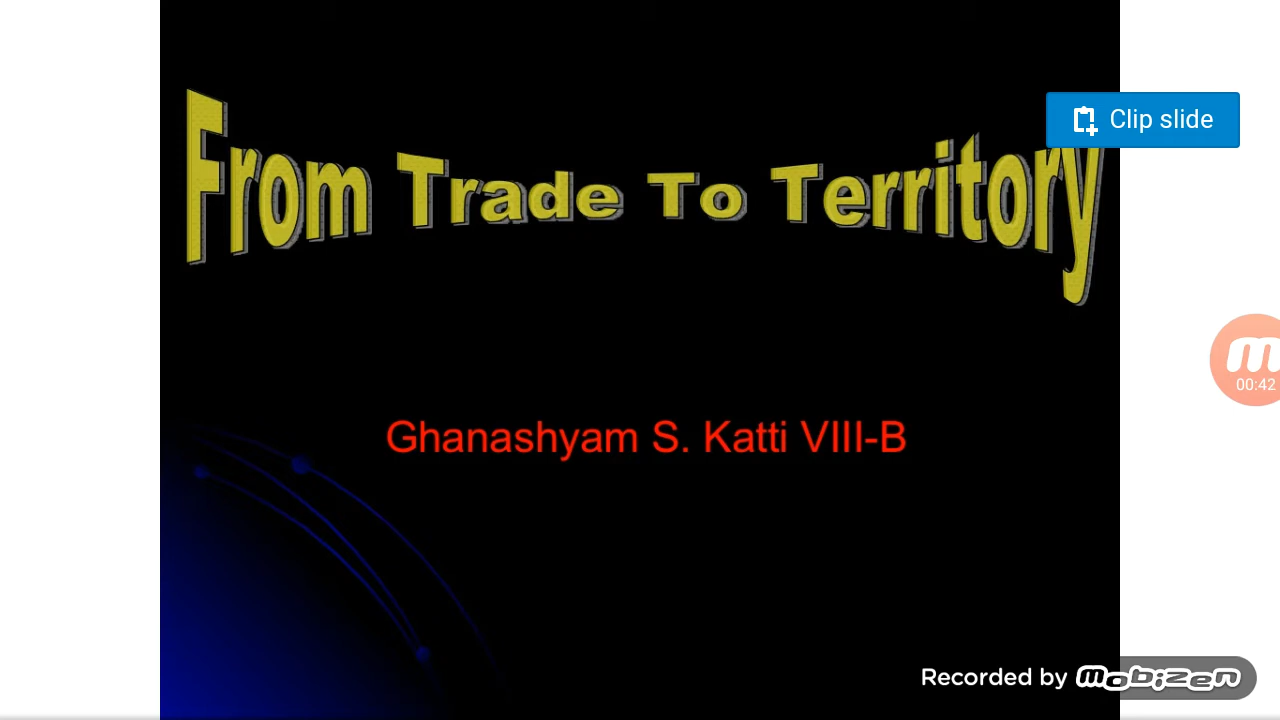 Clip slide
From Trade To Territory
00:42
Ghanashyam S. Katti VIII-B
Recorded by mobizen